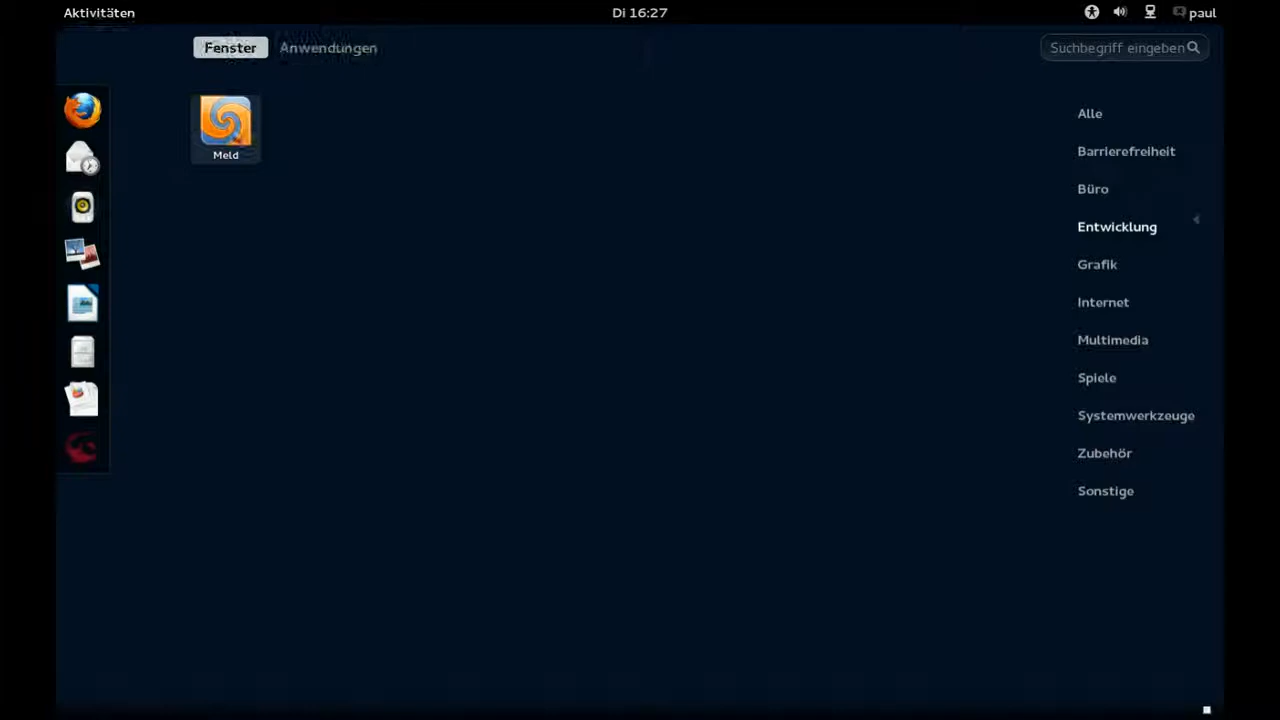 Aktivitäten
Di 16:27
paul
Fenster
Anwendungen
Suchbegriff eingeben
Meld
Alle
Barrierefreiheit
Büro
Entwicklung
Grafik
Internet
Multimedia
Spiele
Systemwerkzeuge
Zubehör
Sonstige